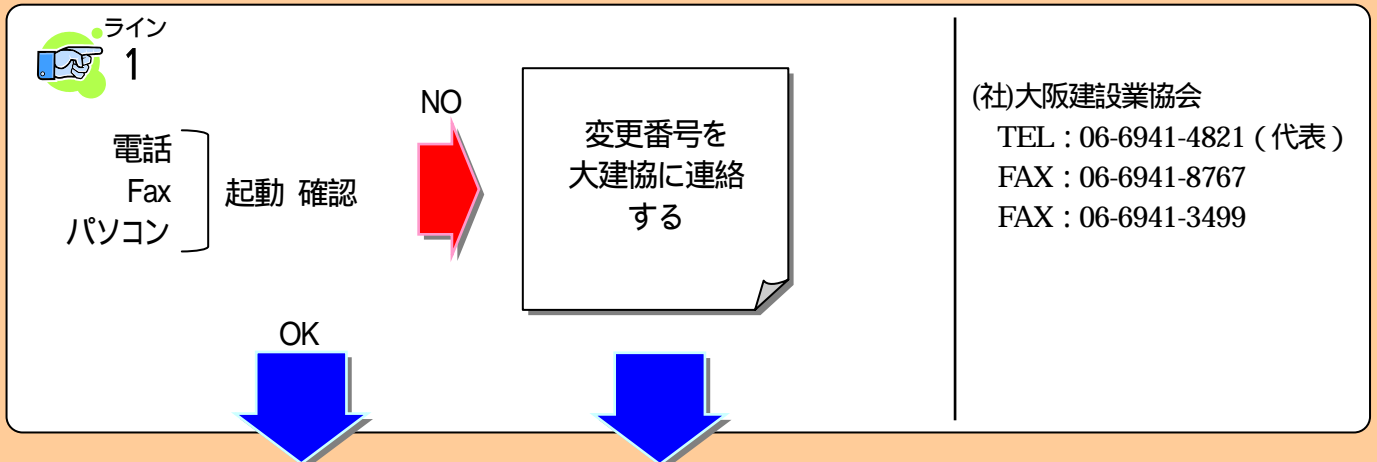 ライン
1
電話
Fax
パソコン
起動 確認
NO
変更番号を
大建協に連絡
する
OK
(社)大阪建設業協会
TEL：06-6941-4821（代表）
FAX：06-6941-8767
FAX：06-6941-3499